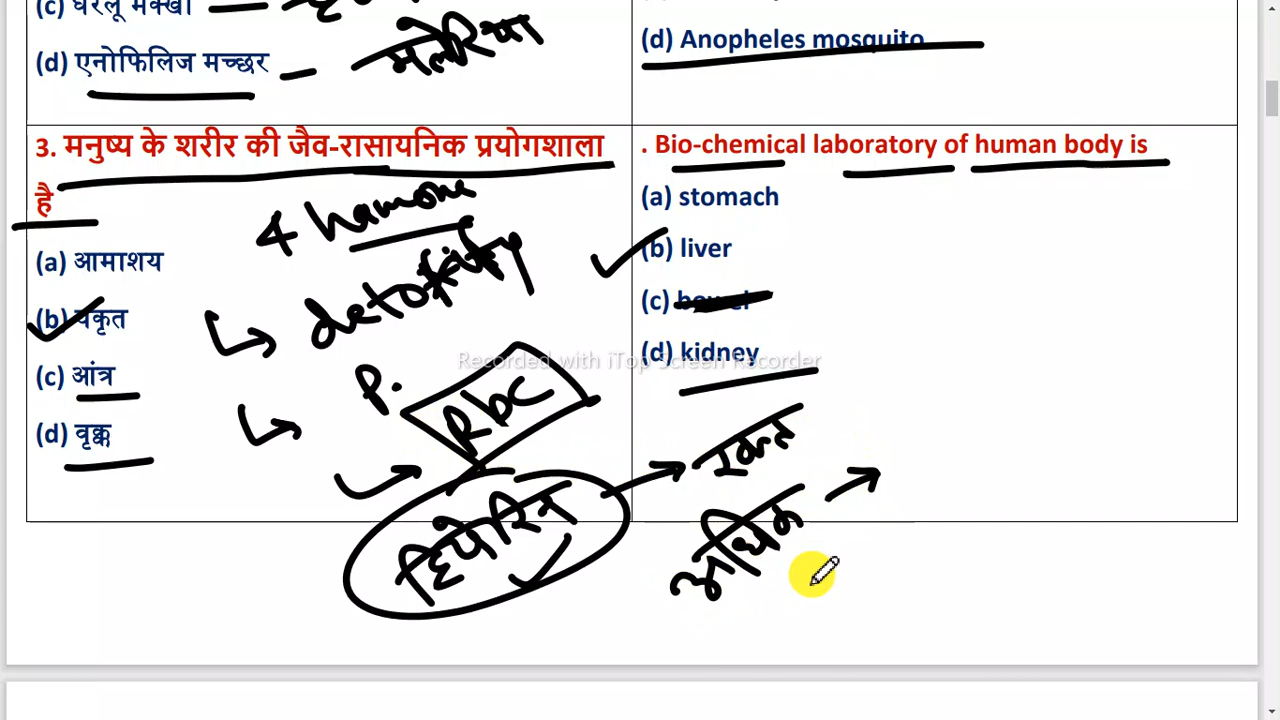 (c) घरेलू मक्खी
(d) एनोफिलिज मच्छर
मलेरिया
(d) Anopheles mosquito
3. मनुष्य के शरीर की जैव-रासायनिक प्रयोगशाला
है
(a) आमाशय
(b) यकृत
(c) आंत्र
(d) वृक्क
4 hamone
detoxify
P.
Rbc
हिपेरिन
. Bio-chemical laboratory of human body is
(a) stomach
(b) liver
(c) bowel
(d) kidney
रक्त
अधिक
Recorded with iTop Screen Recorder